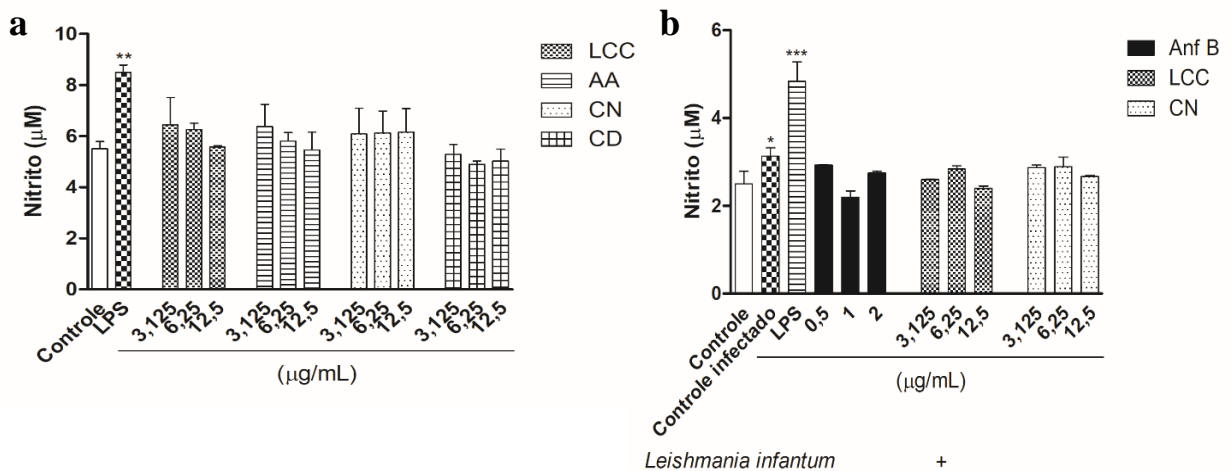 a
10
8
6
4
2
0
Nitrito (μM)
**
LCC
AA
CN
CD
Controle
LPS
3,125
6,25
12,5
3,125
6,25
12,5
3,125
6,25
12,5
3,125
6,25
12,5
(μg/mL)
b
6
4
2
0
Nitrito (μM)
*
***
Anf B
LCC
CN
Controle
Controle infectado
LPS
0,5
1
2
3,125
6,25
12,5
3,125
6,25
12,5
(μg/mL)
Leishmania infantum +